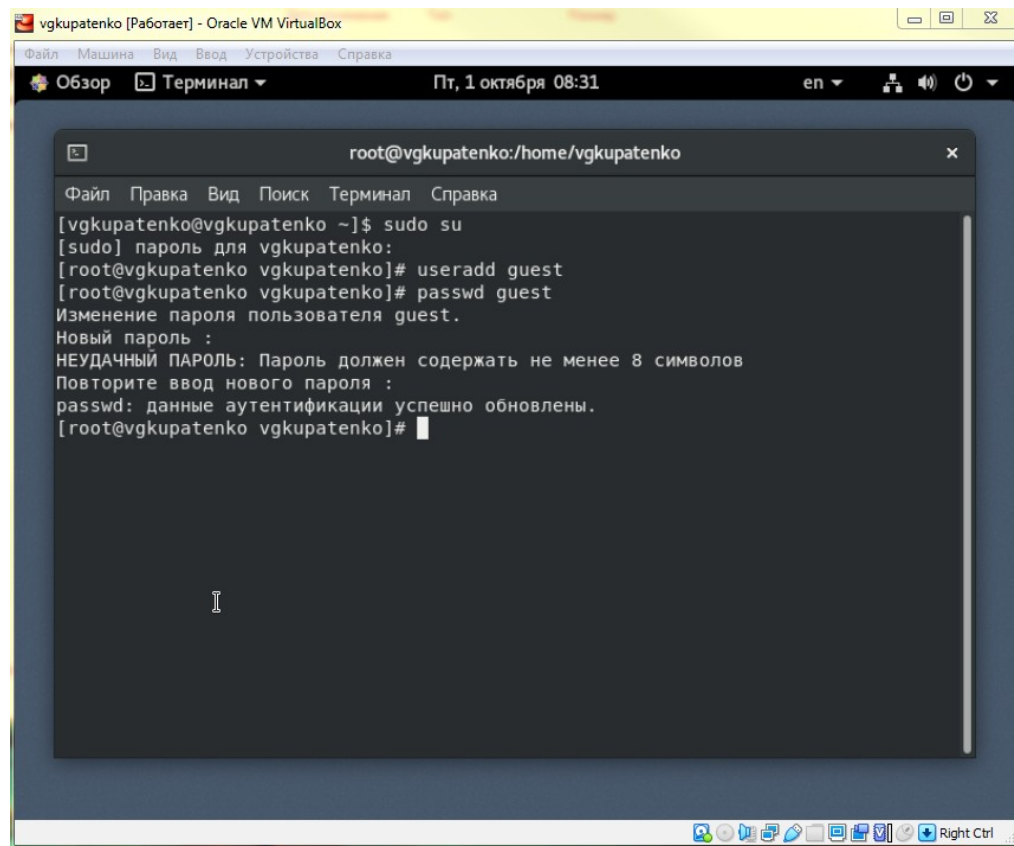 vgkupatenko [Работает] - Oracle VM VirtualBox
Файл Машина Вид Ввод Устройства Справка
Обзор Терминал Пт, 1 октября 08:31 en
root@vgkupatenko:/home/vgkupatenko
Файл Правка Вид Поиск Терминал Справка
[vgkupatenko@vgkupatenko ~]$ sudo su
[sudo] пароль для vgkupatenko:
[root@vgkupatenko vgkupatenko]# useradd guest
[root@vgkupatenko vgkupatenko]# passwd guest
Изменение пароля пользователя guest.
Новый пароль :
НЕУДАЧНЫЙ ПАРОЛЬ: Пароль должен содержать не менее 8 символов
Повторите ввод нового пароля :
passwd: данные аутентификации успешно обновлены.
[root@vgkupatenko vgkupatenko]#
Right Ctrl